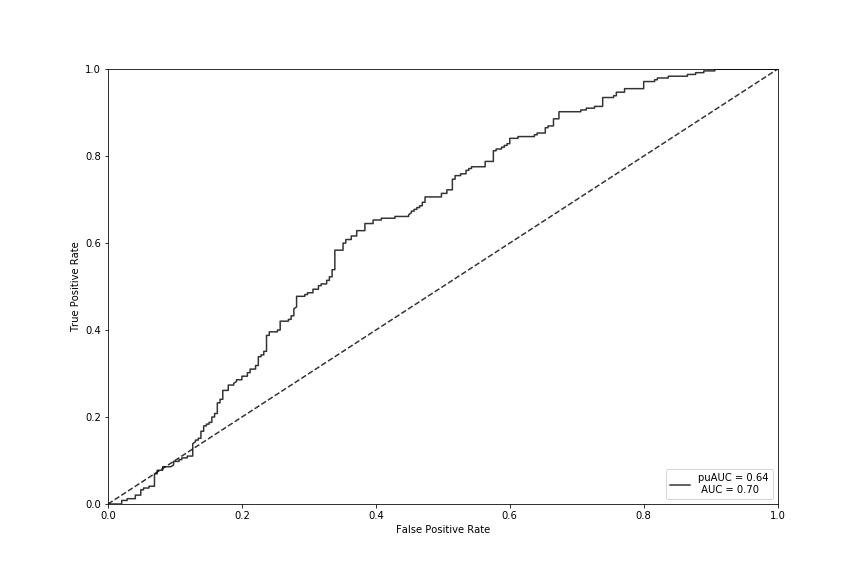 1.0
0.8
0.6
0.4
0.2
0.0
True Positive Rate
0.0 0.2 0.4 0.6 0.8 1.0
False Positive Rate
puAUC = 0.64
AUC = 0.70